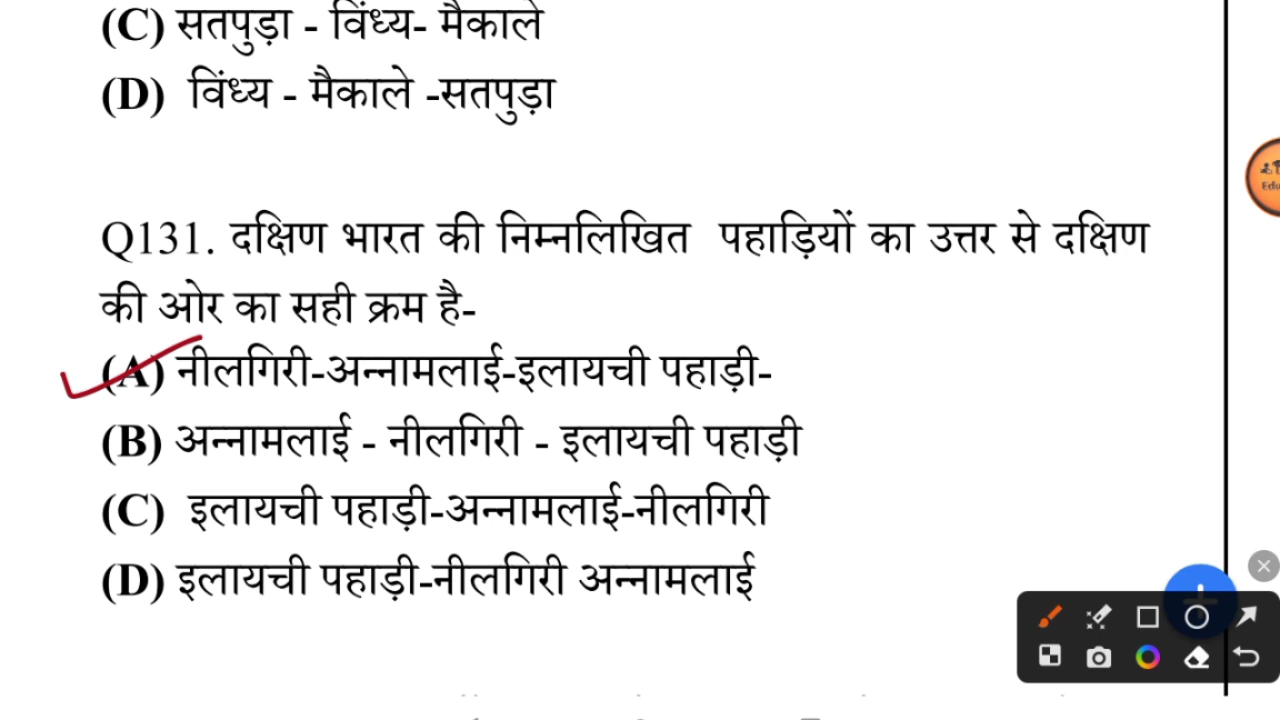 (C) सतपुड़ा - विंध्य- मैकाले
(D) विंध्य - मैकाले -सतपुड़ा
Q131. दक्षिण भारत की निम्नलिखित पहाड़ियों का उत्तर से दक्षिण
की ओर का सही क्रम है-
(A) नीलगिरी-अन्नामलाई-इलायची पहाड़ी-
(B) अन्नामलाई - नीलगिरी - इलायची पहाड़ी
(C) इलायची पहाड़ी-अन्नामलाई-नीलगिरी
(D) इलायची पहाड़ी-नीलगिरी अन्नामलाई